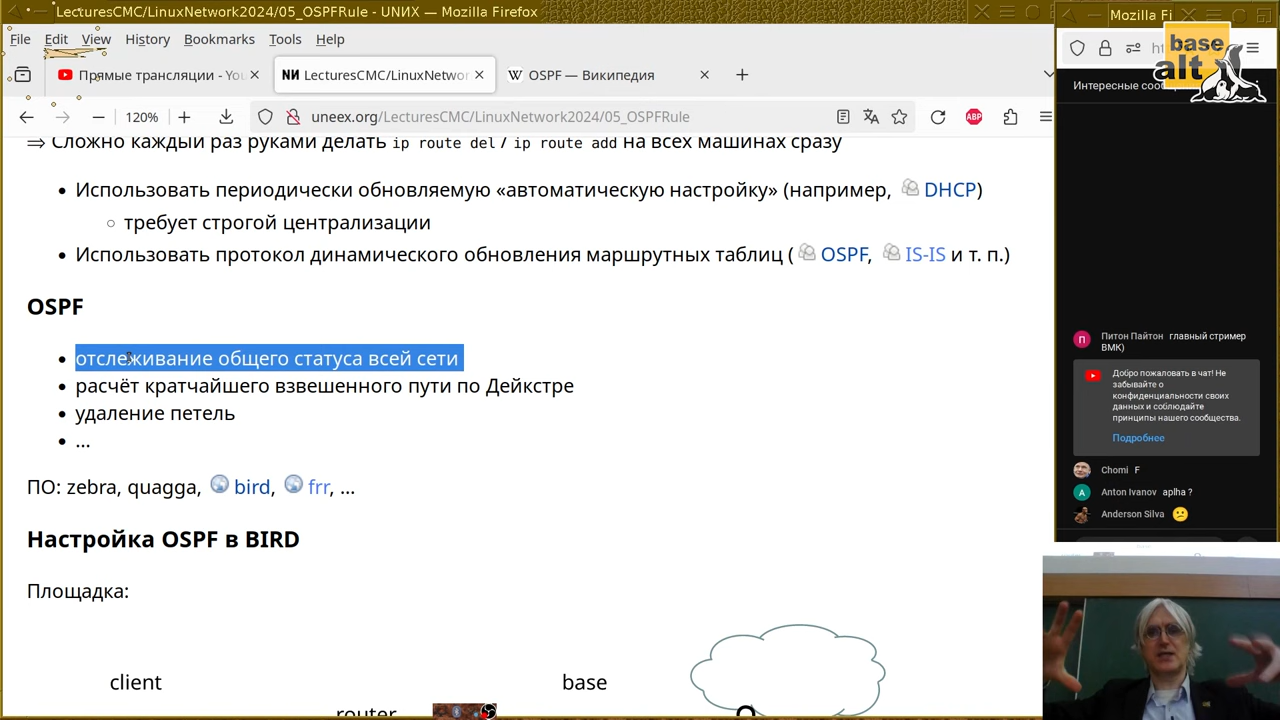 LecturesCMC/LinuxNetwork2024/05_OSPFRule - UNИX — Mozilla Firefox
Mozilla Fi
File Edit View History Bookmarks Tools Help
base
alt
Прямые трансляции - You
NИ LecturesCMC/LinuxNetwor
W OSPF — Википедия
120%
uneex.org/LecturesCMC/LinuxNetwork2024/05_OSPFRule
ABP
Интересные сооб
⇒ Сложно каждый раз руками делать ip route del / ip route add на всех машинах сразу
• Использовать периодически обновляемую «автоматическую настройку» (например, DHCP)
◦ требует строгой централизации
• Использовать протокол динамического обновления маршрутных таблиц ( OSPF, IS-IS и т. п.)
OSPF
• отслеживание общего статуса всей сети
• расчёт кратчайшего взвешенного пути по Дейкстре
• удаление петель
• ...
ПО: zebra, quagga, bird, frr, ...
Настройка OSPF в BIRD
Площадка:
client
base
router
П Питон Пайтон главный стример
ВМК)
Добро пожаловать в чат! Не
забывайте о
конфиденциальности своих
данных и соблюдайте
принципы нашего сообщества.
Подробнее
Chomi F
A Anton Ivanov aplha ?
Anderson Silva